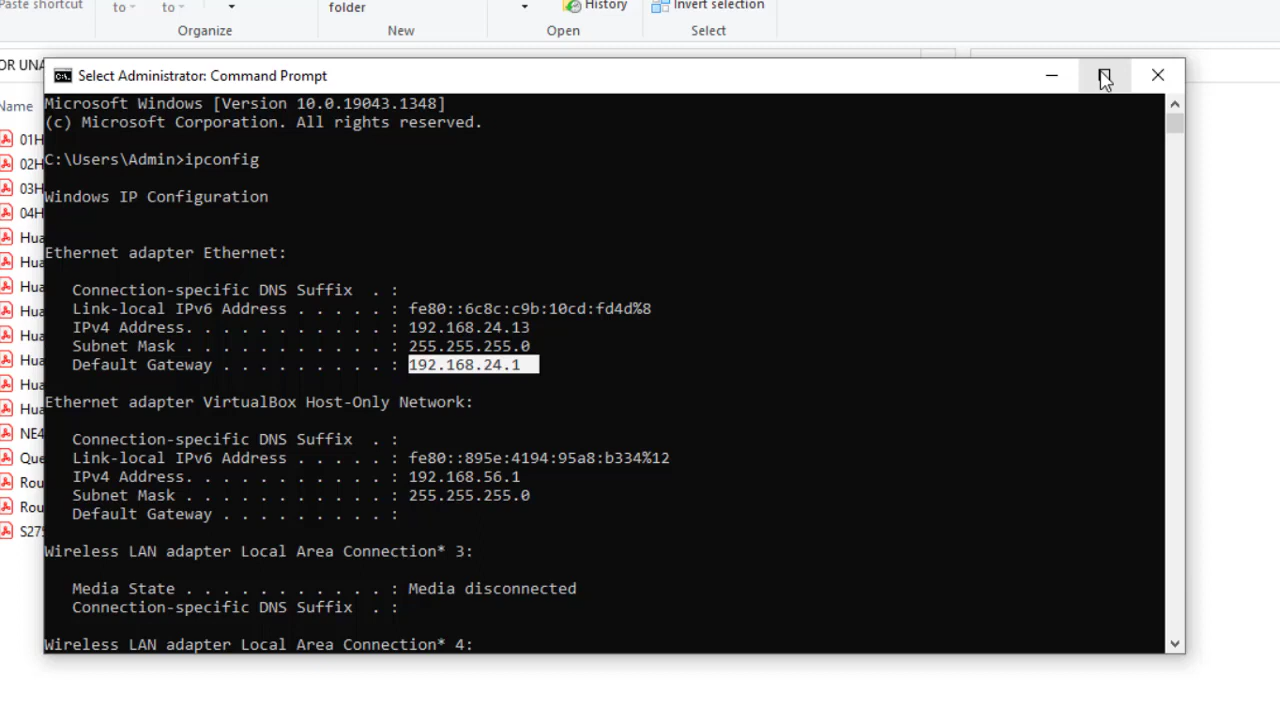 Paste shortcut
to
to
folder
History
Invert selection
Organize
New
Open
Select
OR UNA
Select Administrator: Command Prompt
Name
Microsoft Windows [Version 10.0.19043.1348]
(c) Microsoft Corporation. All rights reserved.
01H
C:\Users\Admin>ipconfig
02H
03H
Windows IP Configuration
04H
Hua
Ethernet adapter Ethernet:
Hua
Hua
Connection-specific DNS Suffix . :
Link-local IPv6 Address . . . . . : fe80::6c8c:c9b:10cd:fd4d%8
Hua
IPv4 Address. . . . . . . . . . . : 192.168.24.13
Hua
Subnet Mask . . . . . . . . . . . : 255.255.255.0
Hua
Default Gateway . . . . . . . . . : 192.168.24.1
Hua
Ethernet adapter VirtualBox Host-Only Network:
Hua
NE4
Connection-specific DNS Suffix . :
Que
Link-local IPv6 Address . . . . . : fe80::895e:4194:95a8:b334%12
IPv4 Address. . . . . . . . . . . : 192.168.56.1
Rou
Subnet Mask . . . . . . . . . . . : 255.255.255.0
Rou
Default Gateway . . . . . . . . . :
S275
Wireless LAN adapter Local Area Connection* 3:
Media State . . . . . . . . . . . : Media disconnected
Connection-specific DNS Suffix . :
Wireless LAN adapter Local Area Connection* 4: